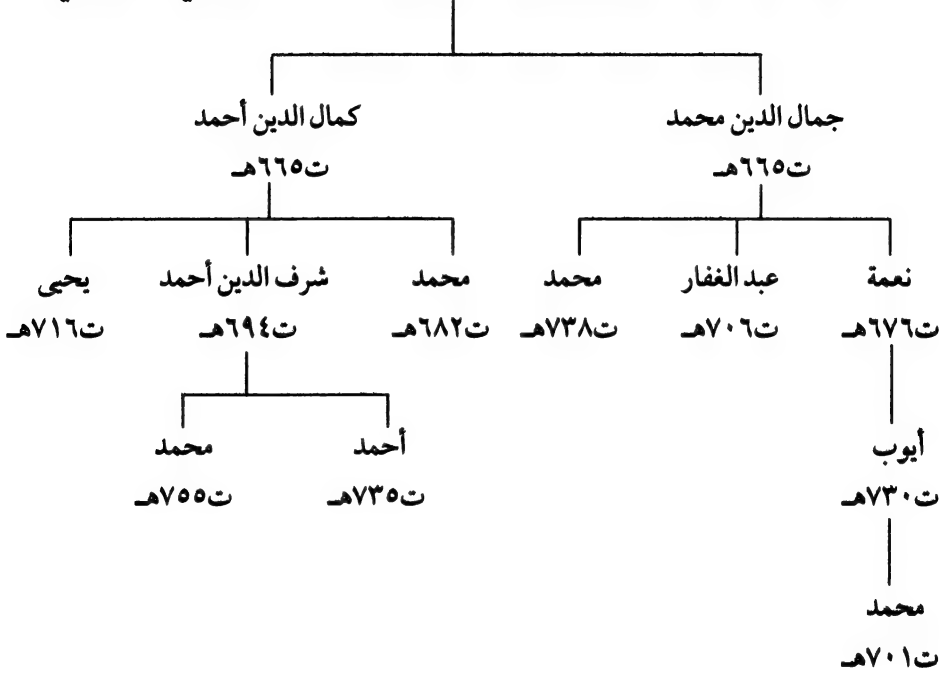 جمال الدين محمد
ت٦٦٥هـ
كمال الدين أحمد
ت٦٦٥هـ
نعمة
ت٦٧٦هـ
عبد الغفار
ت٧٠٦هـ
محمد
ت٧٣٨هـ
محمد
ت٦٨٢هـ
شرف الدين أحمد
ت٦٩٤هـ
يحيى
ت٧١٦هـ
أيوب
ت٧٣٠هـ
أحمد
ت٧٣٥هـ
محمد
ت٧٥٥هـ
محمد
ت٧٠١هـ